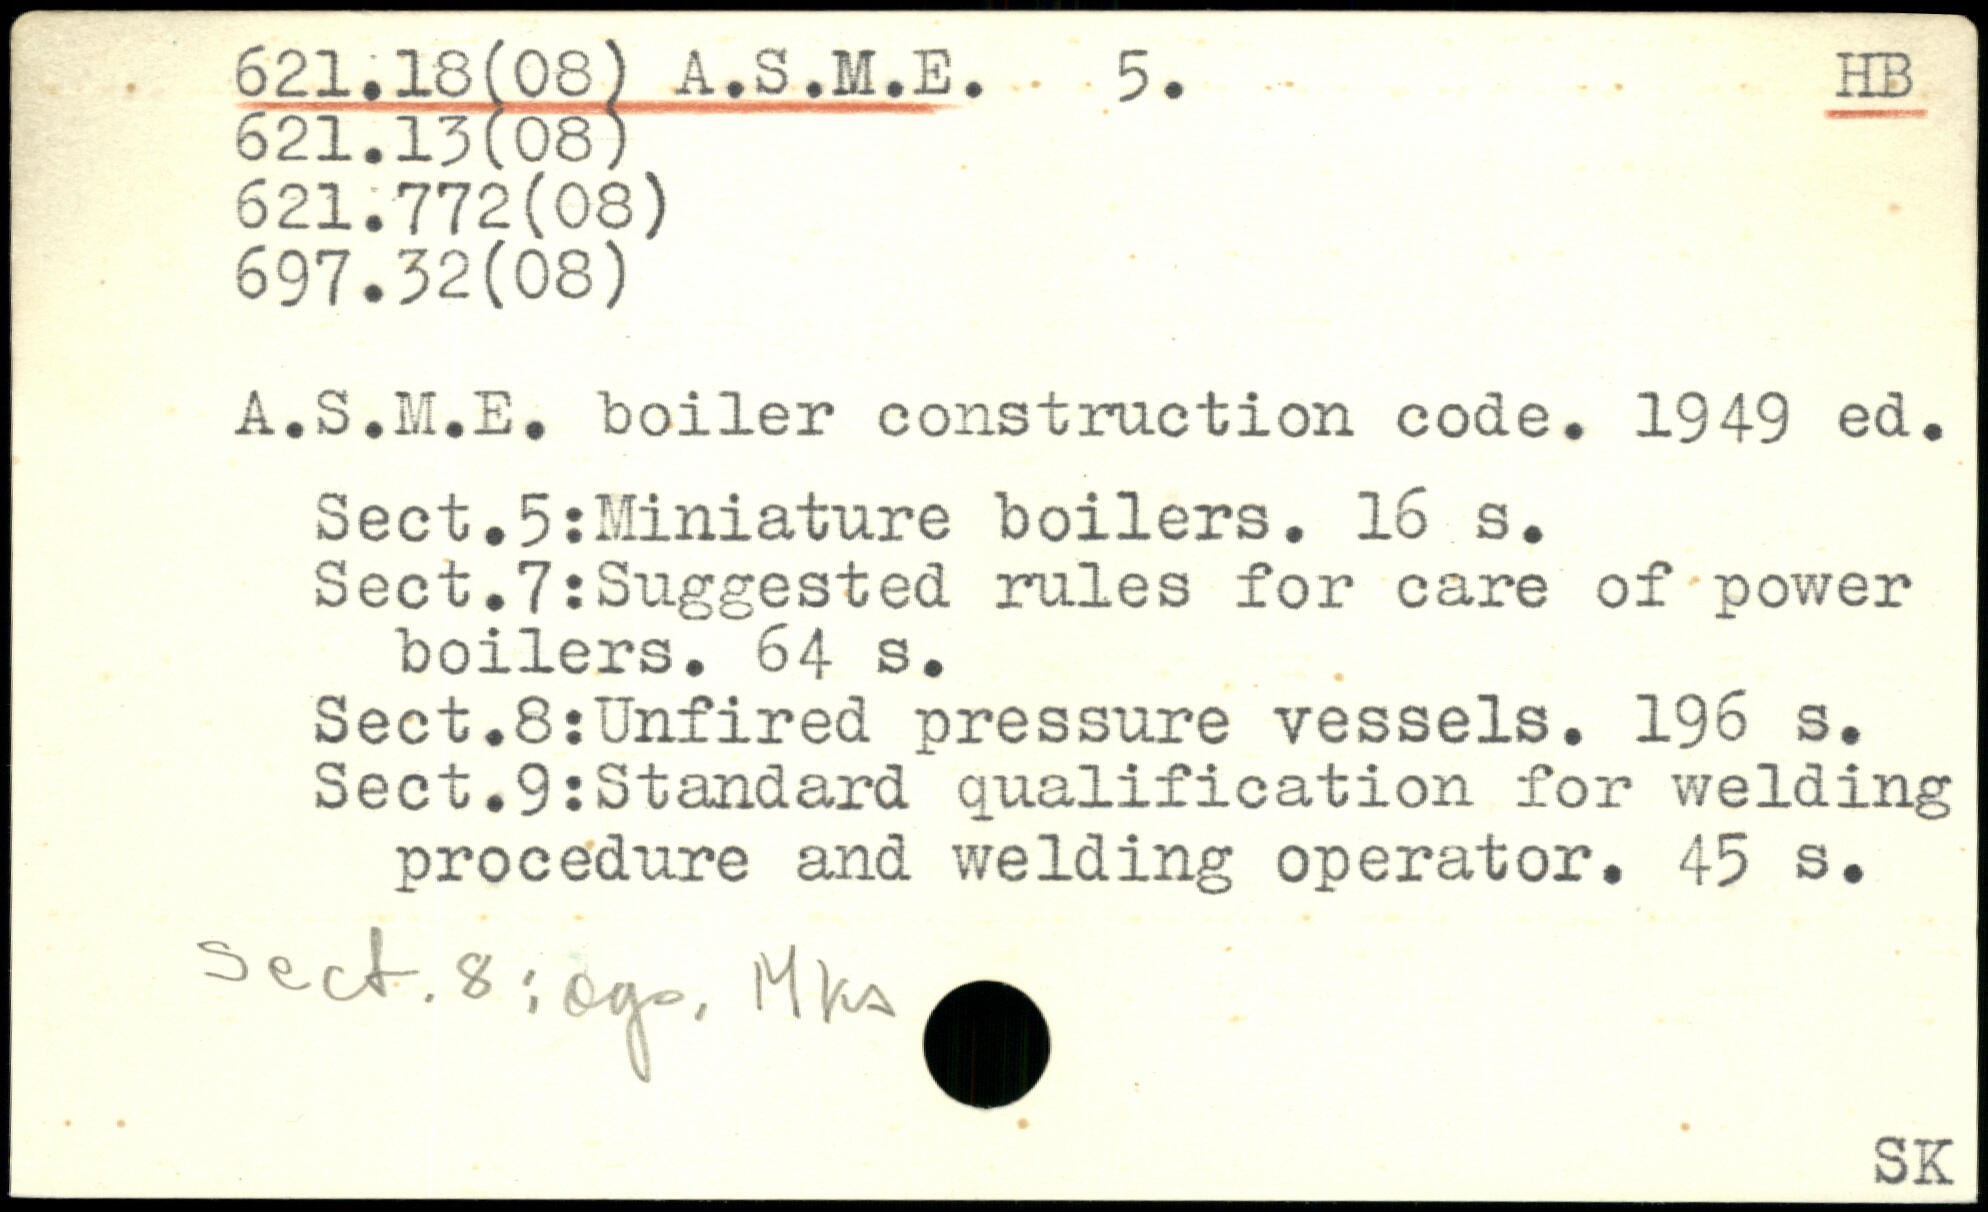 621.18(08) A.S.M.E. 5. HB
621.13(08)
621.772(08)
697.32(08)
A.S.M.E. boiler construction code. 1949 ed.
Sect.5:Miniature boilers. 16 s.
Sect.7:Suggested rules for care of power
boilers. 64 s.
Sect.8:Unfired pressure vessels. 196 s.
Sect.9:Standard qualification for welding
procedure and welding operator. 45 s.
Sect. 8: ogs. Mks
SK